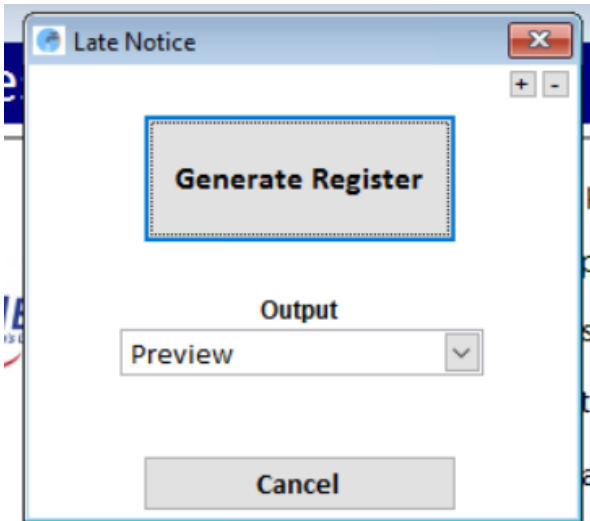 Late Notice
+ -
Generate Register
Output
Preview
Cancel